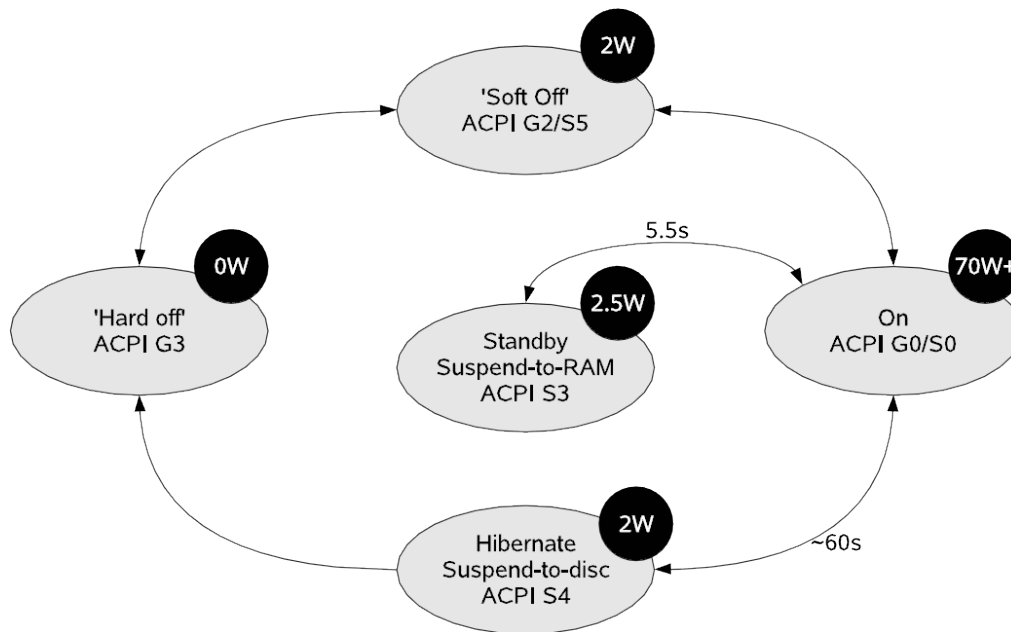 2W
'Soft Off'
ACPI G2/S5
5.5s
0W
'Hard off'
ACPI G3
2.5W
Standby
Suspend-to-RAM
ACPI S3
70W+
On
ACPI G0/S0
2W
Hibernate
Suspend-to-disc
ACPI S4
~60s